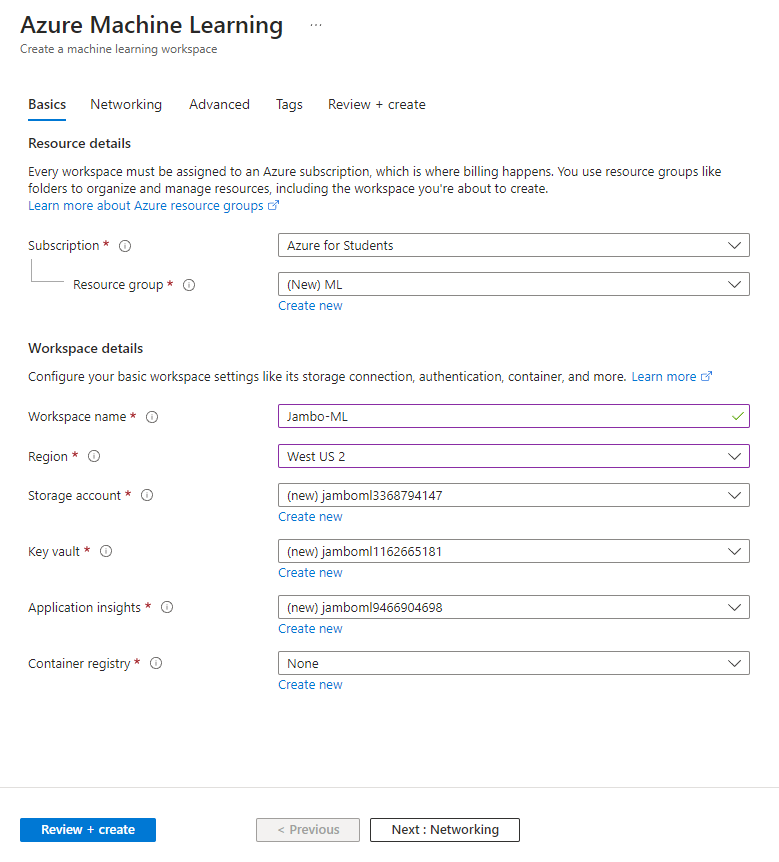 Azure Machine Learning ...
Create a machine learning workspace
Basics Networking Advanced Tags Review + create
Resource details
Every workspace must be assigned to an Azure subscription, which is where billing happens. You use resource groups like
folders to organize and manage resources, including the workspace you're about to create.
Learn more about Azure resource groups
Subscription * Azure for Students
Resource group * (New) ML
Create new
Workspace details
Configure your basic workspace settings like its storage connection, authentication, container, and more. Learn more
Workspace name * Jambo-ML
Region * West US 2
Storage account * (new) jamboml3368794147
Create new
Key vault * (new) jamboml1162665181
Create new
Application insights * (new) jamboml9466904698
Create new
Container registry * None
Create new
Review + create < Previous Next : Networking